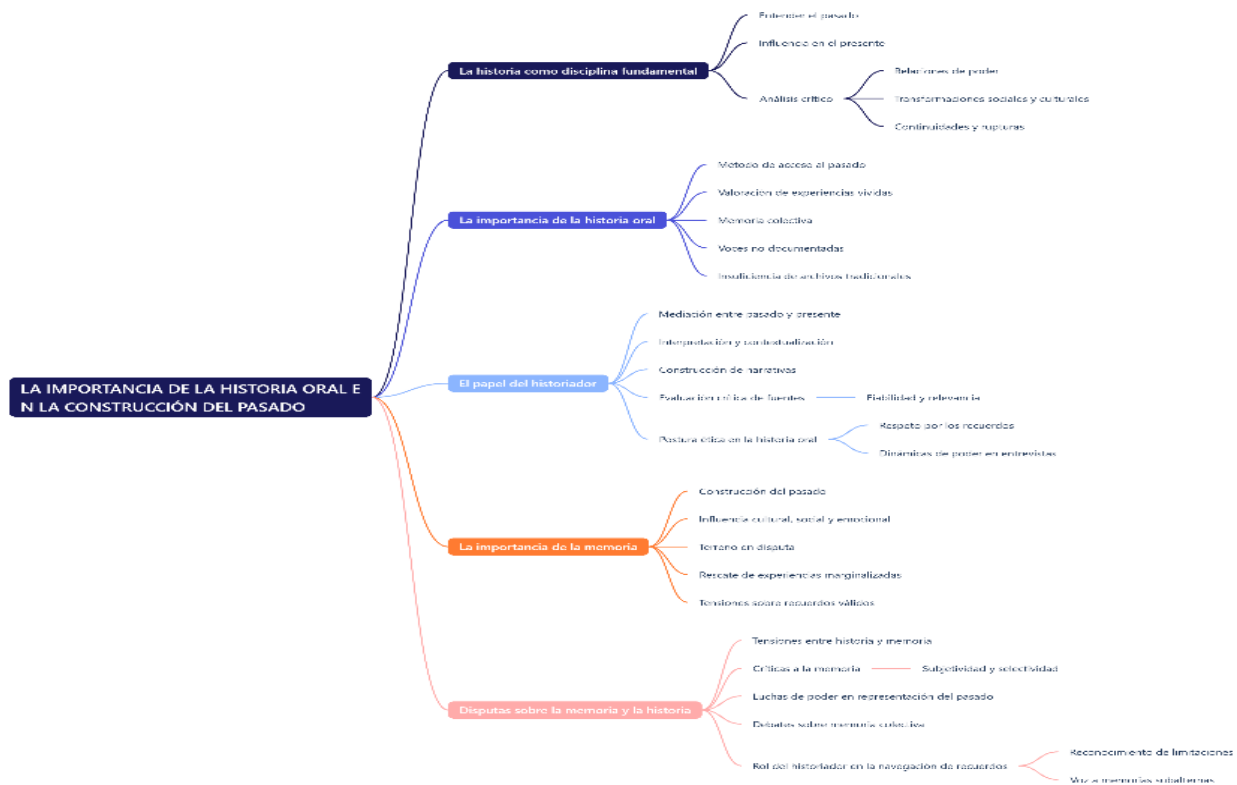 LA IMPORTANCIA DE LA HISTORIA ORAL E
N LA CONSTRUCCIÓN DEL PASADO
La historia como disciplina fundamental
Entender el pasado
Influencia en el presente
Análisis crítico
Relaciones de poder
Transformaciones sociales y culturales
Continuidades y rupturas
La importancia de la historia oral
Método de acceso al pasado
Valoración de experiencias vividas
Memoria colectiva
Voces no documentadas
Insuficiencia de archivos tradicionales
El papel del historiador
Mediación entre pasado y presente
Interpretación y contextualización
Construcción de narrativas
Evaluación crítica de fuentes
Fiabilidad y relevancia
Postura ética en la historia oral
Respeto por los recuerdos
Dinámicas de poder en entrevistas
La importancia de la memoria
Construcción del pasado
Influencia cultural, social y emocional
Terreno en disputa
Rescate de experiencias marginalizadas
Tensiones sobre recuerdos válidos
Disputas sobre la memoria y la historia
Tensiones entre historia y memoria
Críticas a la memoria
Subjetividad y selectividad
Luchas de poder en representación del pasado
Debates sobre memoria colectiva
Rol del historiador en la navegación de recuerdos
Reconocimiento de limitaciones
Voz a memorias subalternas